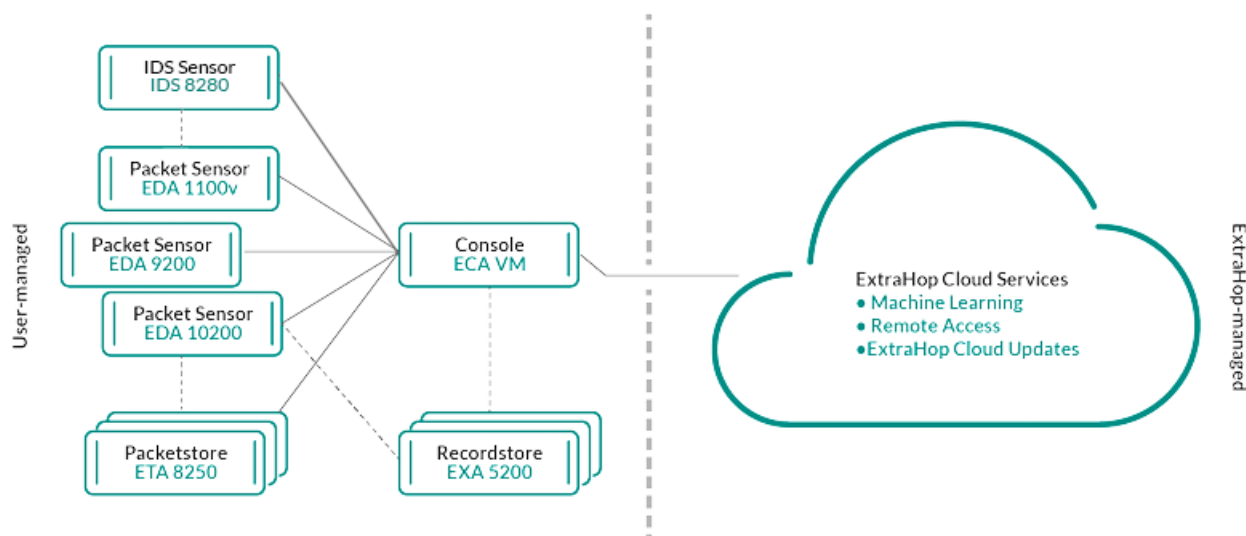 User-managed
IDS Sensor
IDS 8280
Packet Sensor
EDA 1100v
Packet Sensor
EDA 9200
Packet Sensor
EDA 10200
Packetstore
ETA 8250
Console
ECA VM
Recordstore
EXA 5200
ExtraHop Cloud Services
● Machine Learning
● Remote Access
●ExtraHop Cloud Updates
ExtraHop-managed